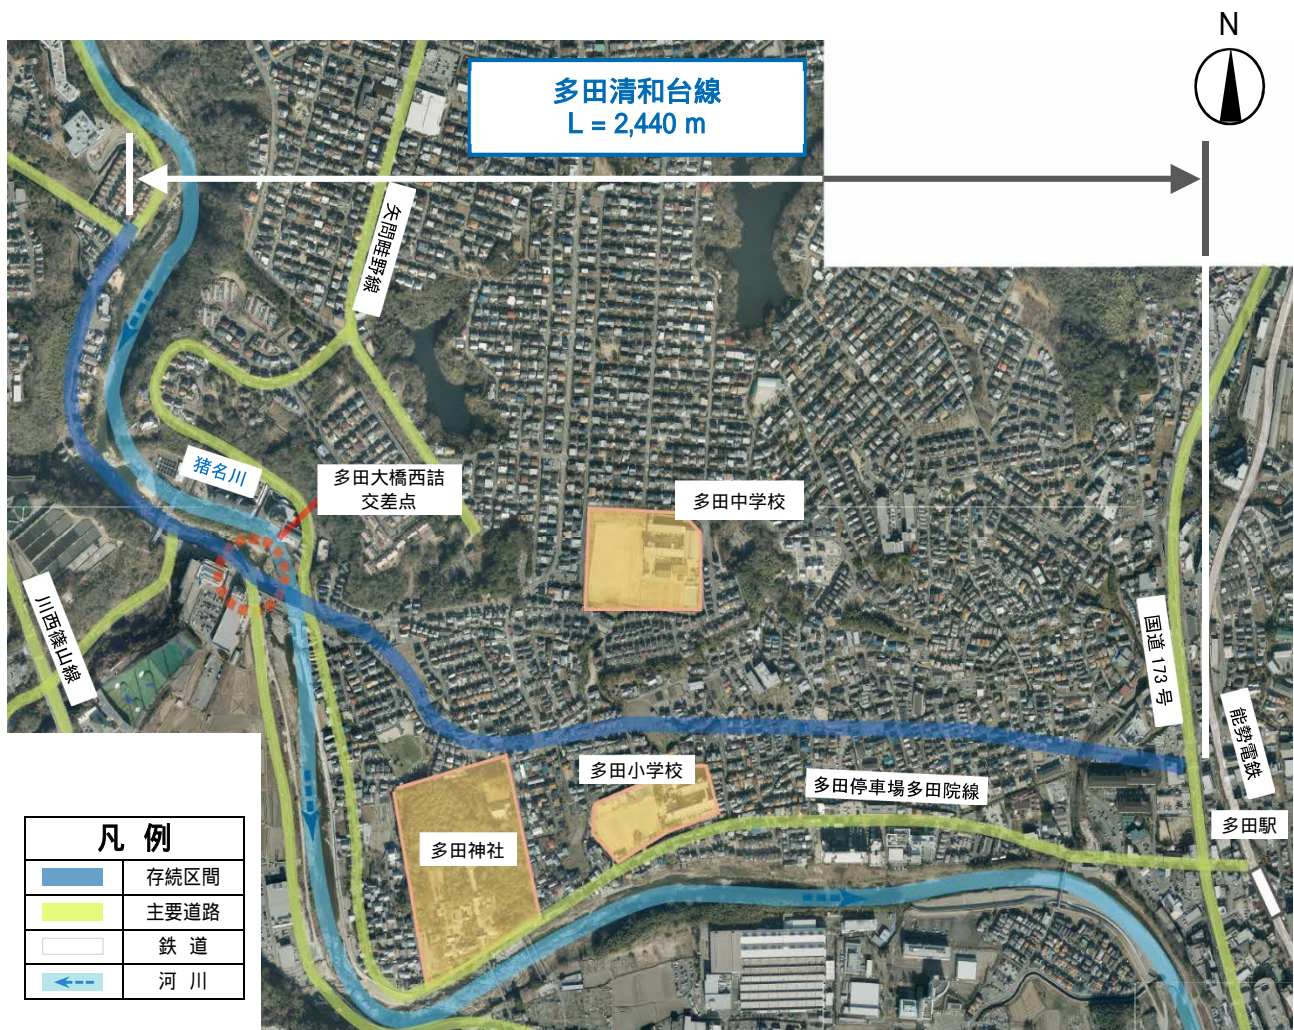 N
多田清和台線
L = 2,440 m
矢問畦野線
猪名川
多田大橋西詰
交差点
多田中学校
川西篠山線
国道 173 号
能勢電鉄
多田小学校
多田停車場多田院線
多田駅
多田神社
凡 例
存続区間
主要道路
鉄 道
河 川